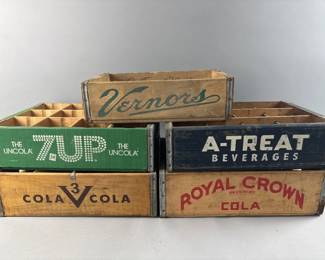 Vernors
THE UNCOLA
7UP
THE UNCOLA
A-TREAT
BEVERAGES
3
COLA V COLA
ROYAL CROWN
COLA